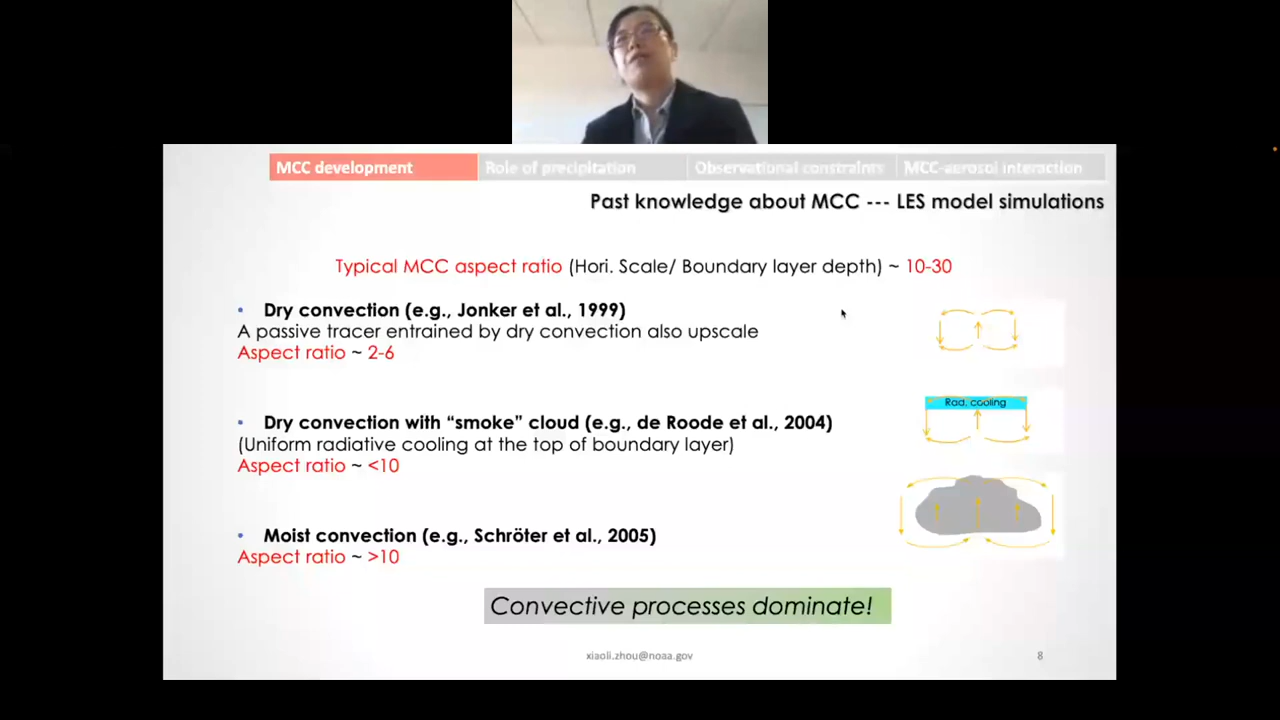 MCC development
Role of precipitation
Observational constraints
MCC-aerosol interaction
Past knowledge about MCC --- LES model simulations
Typical MCC aspect ratio (Hori. Scale/ Boundary layer depth) ~ 10-30
• Dry convection (e.g., Jonker et al., 1999)
A passive tracer entrained by dry convection also upscale
Aspect ratio ~ 2-6
• Dry convection with “smoke” cloud (e.g., de Roode et al., 2004)
(Uniform radiative cooling at the top of boundary layer)
Aspect ratio ~ <10
Rad. cooling
• Moist convection (e.g., Schröter et al., 2005)
Aspect ratio ~ >10
Convective processes dominate!
xiaoli.zhou@noaa.gov
8